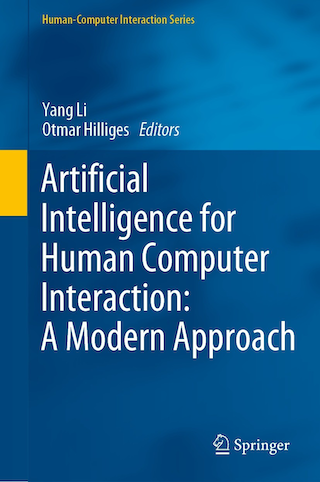 Human-Computer Interaction Series
Yang Li
Otmar Hilliges Editors
Artificial
Intelligence for
Human Computer
Interaction:
A Modern Approach
Springer